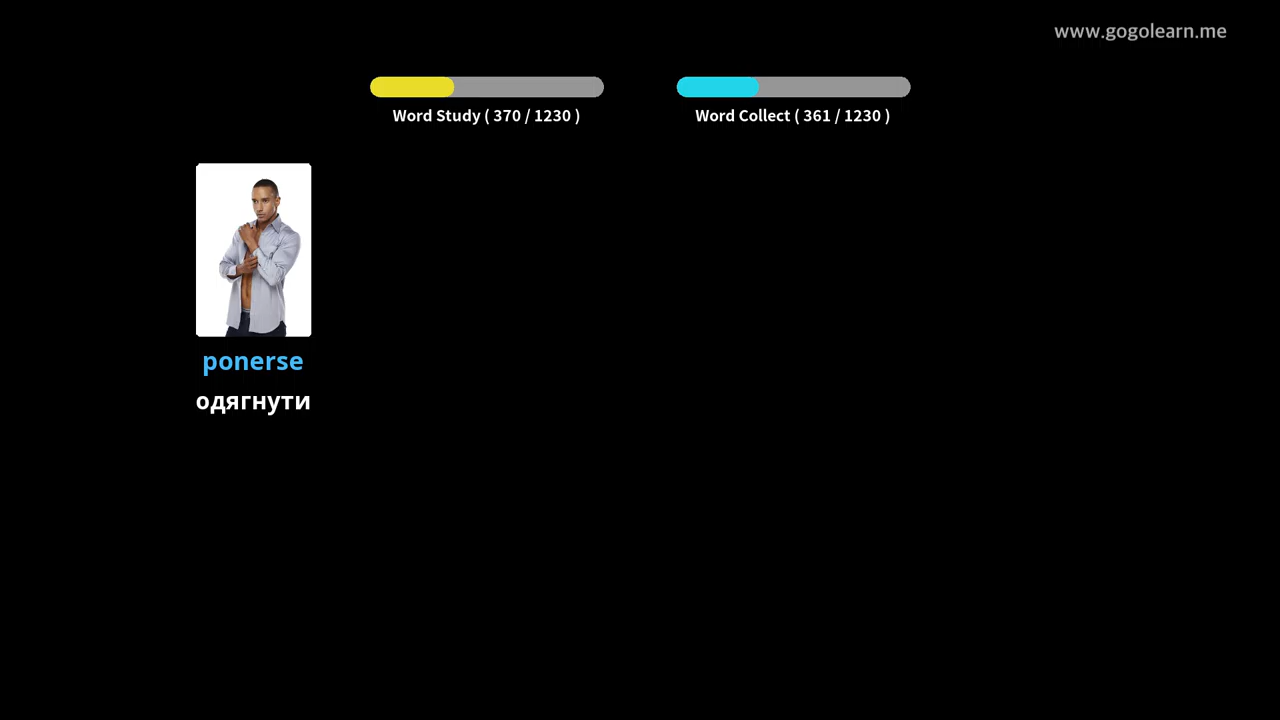 www.gogolearn.me
Word Study ( 370 / 1230 )
Word Collect ( 361 / 1230 )
ponerse
одягнути